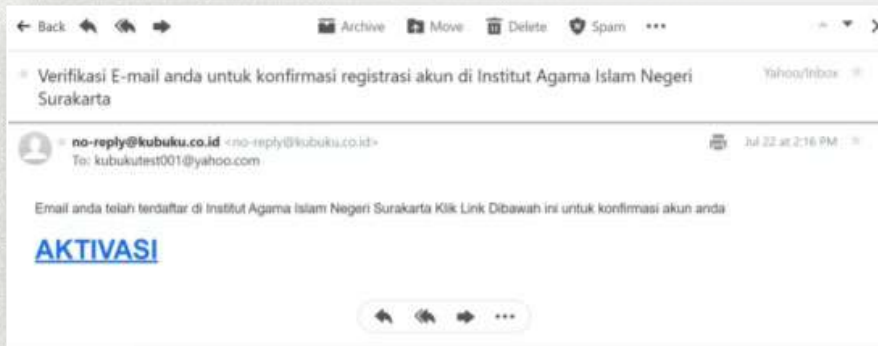 Back Archive Move Delete Spam •••
Verifikasi E-mail anda untuk konfirmasi registrasi akun di Institut Agama Islam Negeri
Surakarta
Yahoo/Inbox
no-reply@kubuku.co.id <no-reply@kubuku.co.id>
Jul 22 at 2:16 PM
To: kubukutest001@yahoo.com
Email anda telah terdaftar di Institut Agama Islam Negeri Surakarta Klik Link Dibawah ini untuk konfirmasi akun anda
AKTIVASI